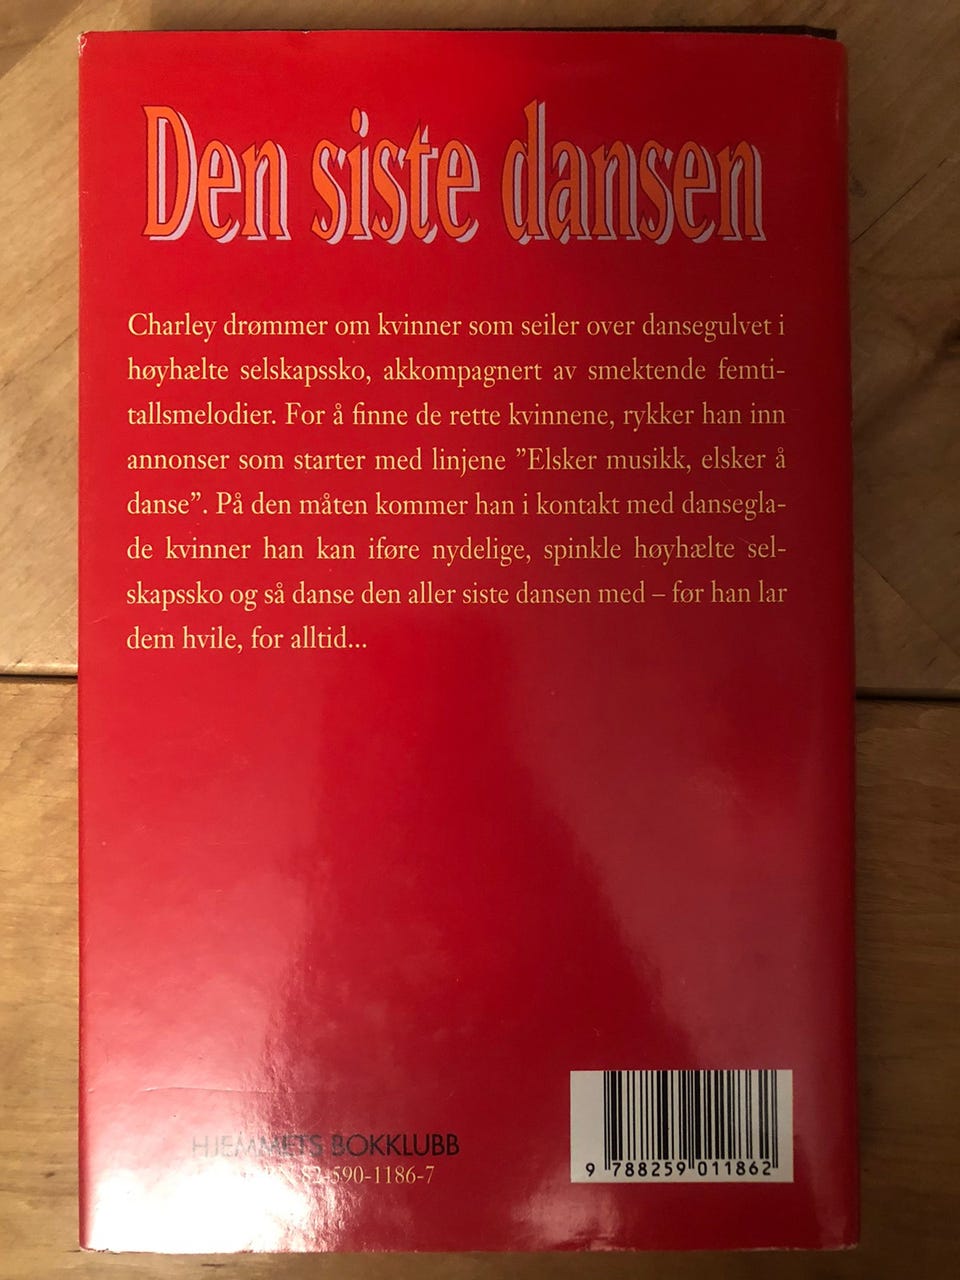 Den siste dansen
Charley drømmer om kvinner som seiler over dansegulvet i
høyhælte selskapssko, akkompagnert av smektende femti-
tallsmelodier. For å finne de rette kvinnene, rykker han inn
annonser som starter med linjene ”Elsker musikk, elsker å
danse”. På den måten kommer han i kontakt med dansegla-
de kvinner han kan iføre nydelige, spinkle høyhælte sel-
skapssko og så danse den aller siste dansen med – før han lar
dem hvile, for alltid...
HJEMMETS BOKKLUBB
82-590-1186-7
9 788259 011862